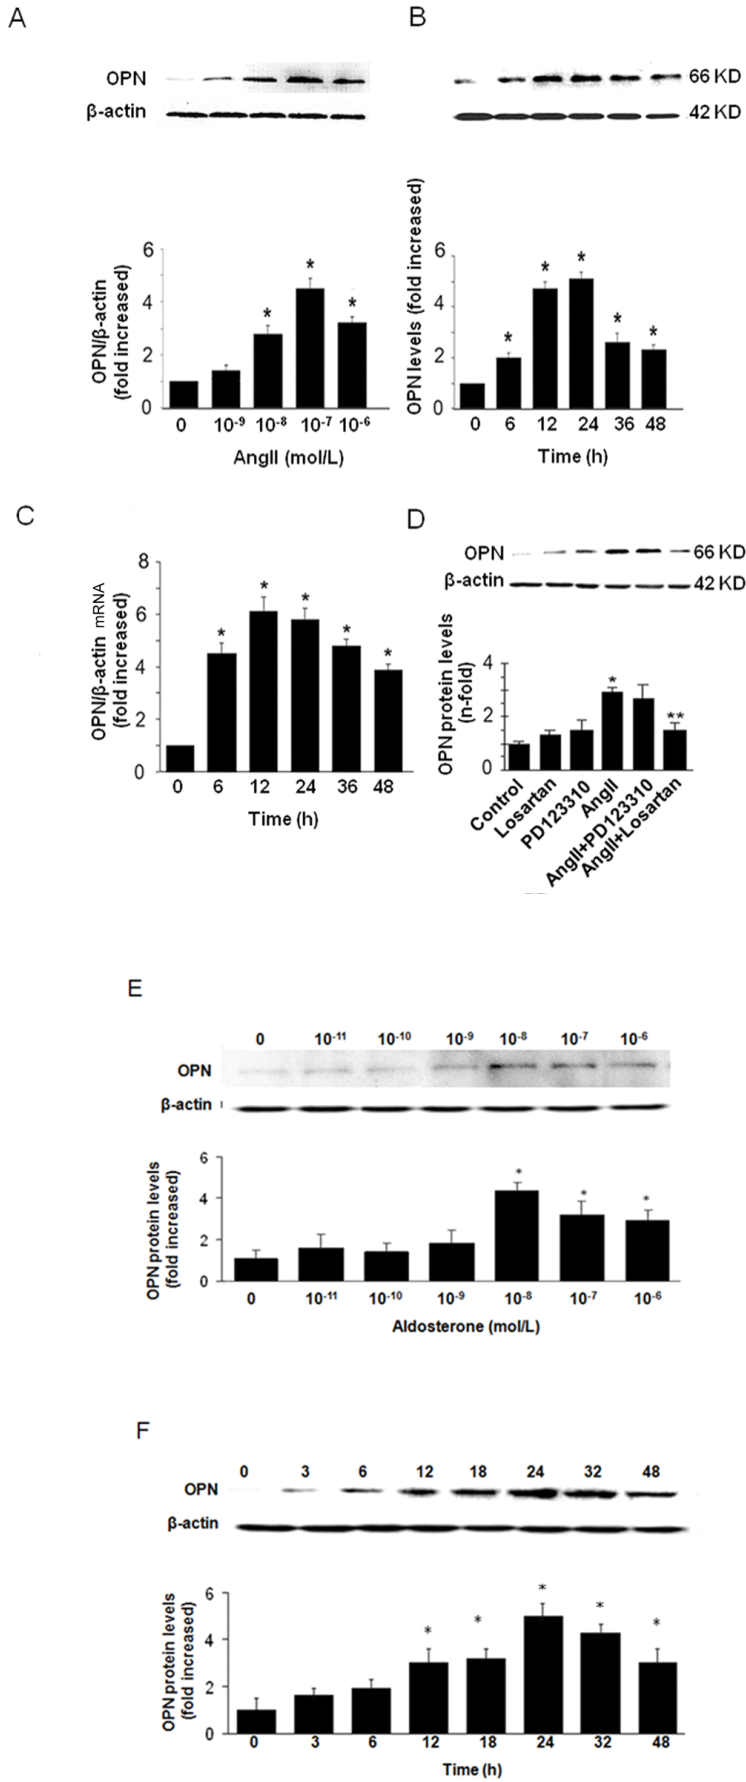 A
OPN
β-actin
6
4
2
0
OPN/β-actin
(fold increased)
* * *
0 10-9 10-8 10-7 10-6
AngII (mol/L)
B
66 KD
42 KD
6
4
2
0
OPN levels (fold increased)
* * * * *
0 6 12 24 36 48
Time (h)
C
8
6
4
2
0
OPN/β-actin mRNA
(fold increased)
* * * * *
0 6 12 24 36 48
Time (h)
D
OPN 66 KD
β-actin 42 KD
4
2
0
OPN protein levels
(n-fold)
* **
Control
Losartan
PD123310
AngII
AngII+PD123310
AngII+Losartan
E
0 10-11 10-10 10-9 10-8 10-7 10-6
OPN
β-actin
6
4
2
0
OPN protein levels
(fold increased)
* * *
0 10-11 10-10 10-9 10-8 10-7 10-6
Aldosterone (mol/L)
F
0 3 6 12 18 24 32 48
OPN
β-actin
6
4
2
0
OPN protein levels
(fold increased)
* * * * *
0 3 6 12 18 24 32 48
Time (h)